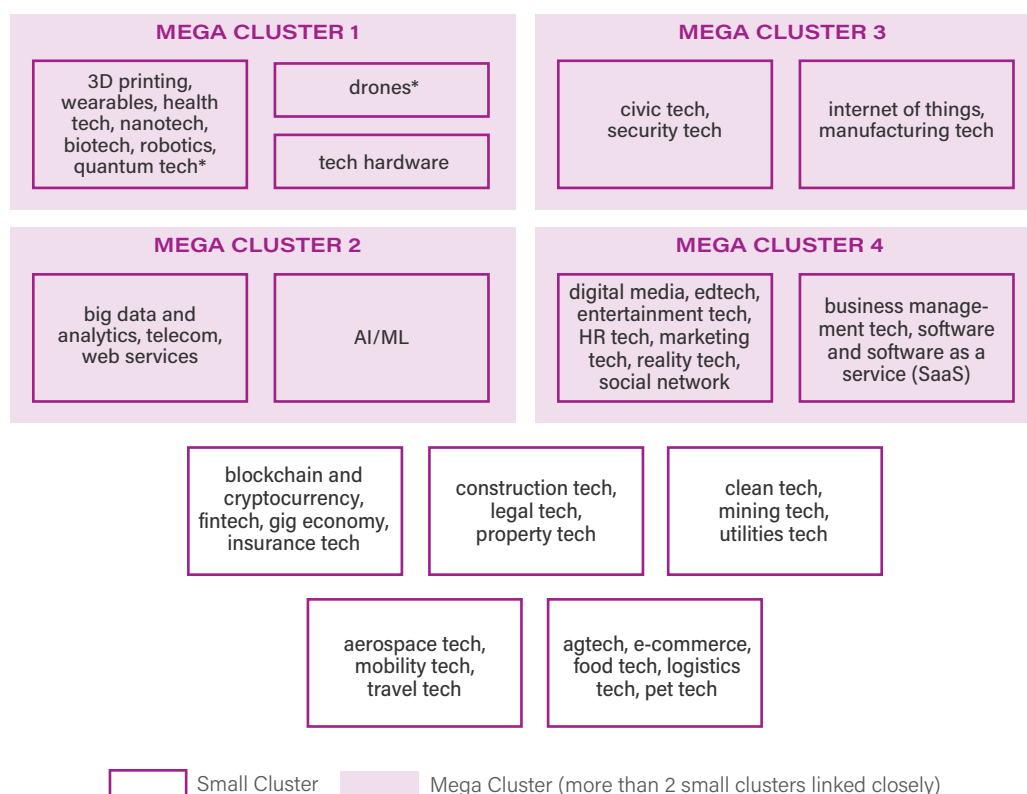 MEGA CLUSTER 1
3D printing,
wearables, health
tech, nanotech,
biotech, robotics,
quantum tech*
drones*
tech hardware
MEGA CLUSTER 3
civic tech,
security tech
internet of things,
manufacturing tech
MEGA CLUSTER 2
big data and
analytics, telecom,
web services
AI/ML
MEGA CLUSTER 4
digital media, edtech,
entertainment tech,
HR tech, marketing
tech, reality tech,
social network
business manage-
ment tech, software
and software as a
service (SaaS)
blockchain and
cryptocurrency,
fintech, gig economy,
insurance tech
construction tech,
legal tech,
property tech
clean tech,
mining tech,
utilities tech
aerospace tech,
mobility tech,
travel tech
agtech, e-commerce,
food tech, logistics
tech, pet tech
Small Cluster
Mega Cluster (more than 2 small clusters linked closely)